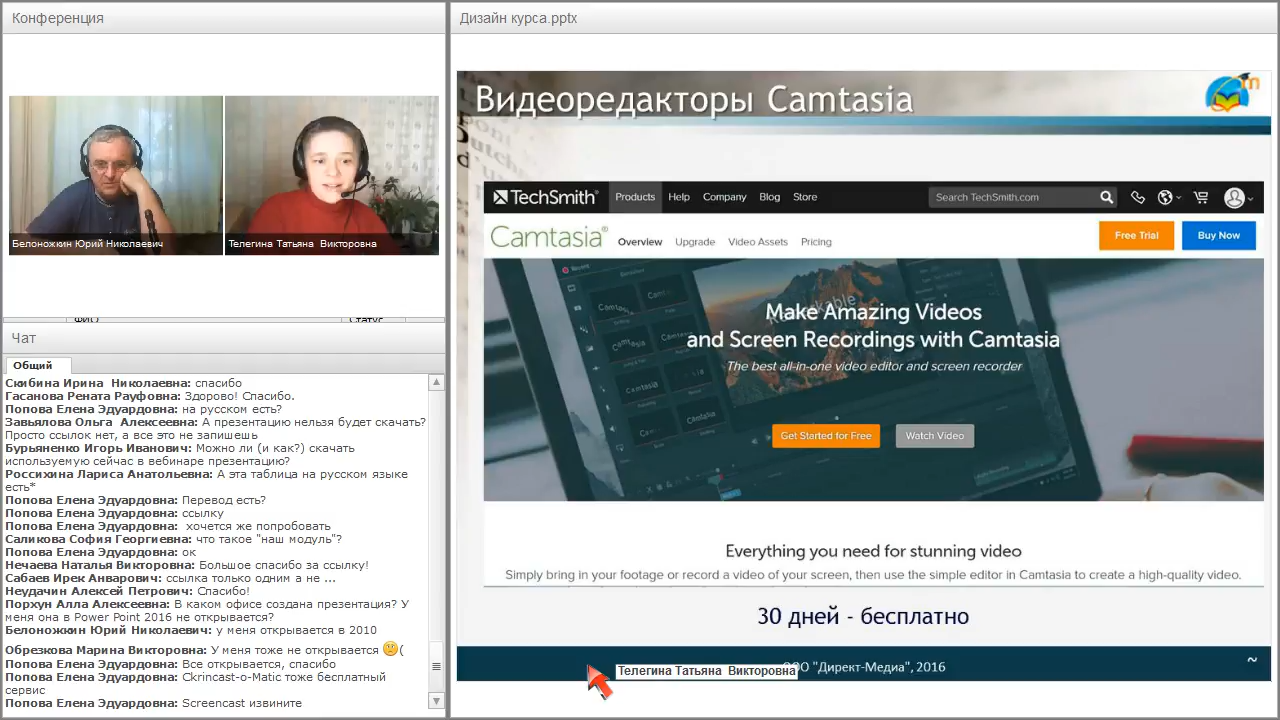 Конференция
Белоножкин Юрий Николаевич
Телегина Татьяна Викторовна
ФИО
Статус
Чат
Общий
Скибина Ирина Николаевна: спасибо
Гасанова Рената Рауфовна: Здорово! Спасибо.
Попова Елена Эдуардовна: на русском есть?
Завьялова Ольга Алексеевна: А презентацию нельзя будет скачать?
Просто ссылок нет, а все это не запишешь
Бурьяненко Игорь Иванович: Можно ли (и как?) скачать
используемую сейчас в вебинаре презентацию?
Россихина Лариса Анатольевна: А эта таблица на русском языке
есть*
Попова Елена Эдуардовна: Перевод есть?
Попова Елена Эдуардовна: ссылку
Попова Елена Эдуардовна: хочется же попробовать
Саликова София Георгиевна: что такое "наш модуль"?
Попова Елена Эдуардовна: ок
Нечаева Наталья Викторовна: Большое спасибо за ссылку!
Сабаев Ирек Анварович: ссылка только одним а не ...
Неудачин Алексей Петрович: Спасибо!
Порхун Алла Алексеевна: В каком офисе создана презентация? У
меня она в Power Point 2016 не открывается?
Белоножкин Юрий Николаевич: у меня открывается в 2010
Обрезкова Марина Викторовна: У меня тоже не открывается (
Попова Елена Эдуардовна: Все открывается, спасибо
Попова Елена Эдуардовна: Ckrincast-o-Matic тоже бесплатный
сервис
Попова Елена Эдуардовна: Screencast извините
Дизайн курса.pptx
Видеоредакторы Camtasia
TechSmith Products Help Company Blog Store Search TechSmith.com
Camtasia Overview Upgrade Video Assets Pricing Free Trial Buy Now
Make Amazing Videos
and Screen Recordings with Camtasia
The best all-in-one video editor and screen recorder
Get Started for Free Watch Video
Everything you need for stunning video
Simply bring in your footage or record a video of your screen, then use the simple editor in Camtasia to create a high-quality video.
30 дней - бесплатно
Телегина Татьяна Викторовна
ООО "Директ-Медиа", 2016